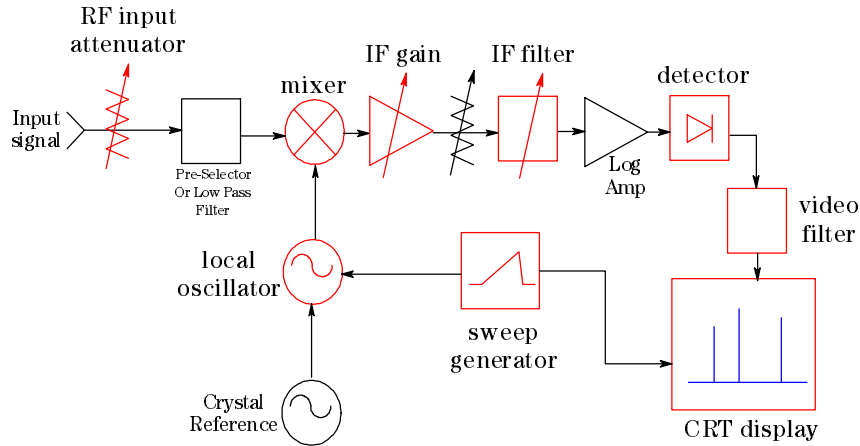 RF input
attenuator
Input
signal
Pre-Selector
Or Low Pass
Filter
mixer
IF gain
IF filter
Log
Amp
detector
video
filter
local
oscillator
sweep
generator
Crystal
Reference
CRT display